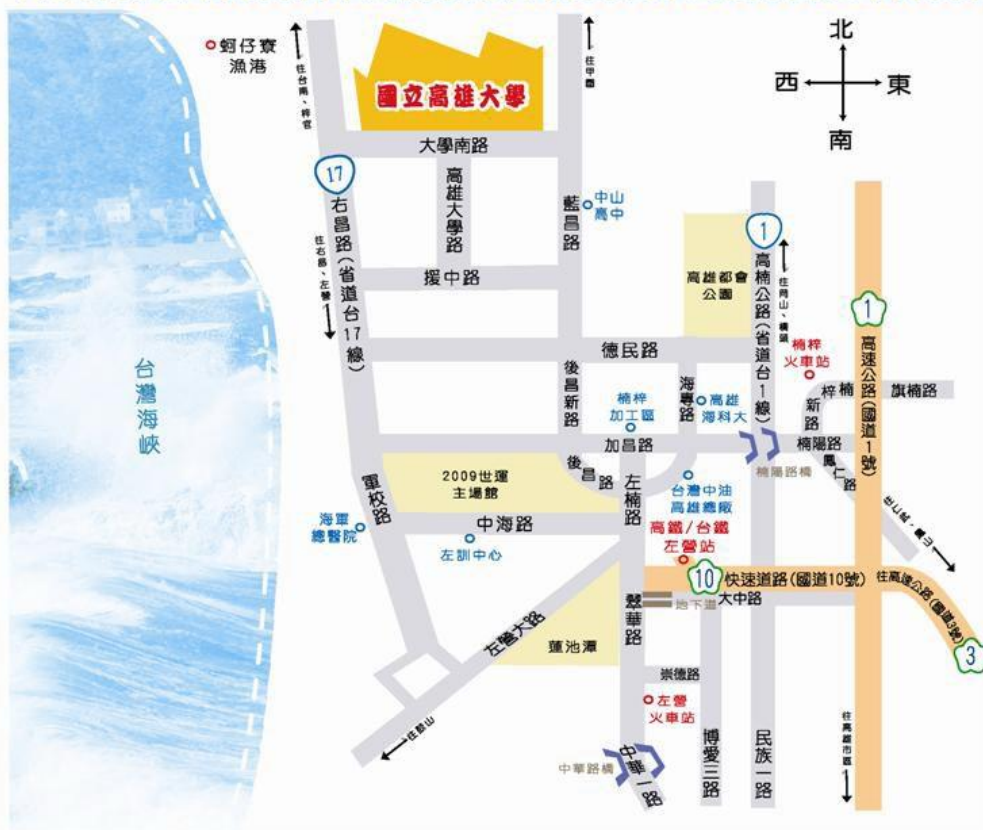 蚵仔寮
漁港
往台南、梓官
國立高雄大學
往甲圍
北
西
東
南
大學南路
17
右昌路(省道台17線)
高雄大學路
藍昌路
中山
高中
往右昌、左營
援中路
高雄都會
公園
1
高楠公路(省道台1線)
往岡山、橋頭
1
高速公路(國道1號)
台灣海峽
德民路
楠梓
火車站
後昌新路
海專路
楠梓
加工區
高雄
海科大
梓楠
新路
旗楠路
加昌路
楠陽路
楠陽路橋
鳳仁路
2009世運
主場館
後昌路
左楠路
台灣中油
高雄總廠
軍校路
海軍
總醫院
中海路
左訓中心
高鐵/台鐵
左營站
往仁武、鳳山
10
快速道路(國道10號)
往高速公路(國道3號)
大中路
地下道
3
翠華路
左營大路
蓮池潭
崇德路
左營
火車站
往鼓山
中華路橋
中華一路
博愛三路
民族一路
往高雄市區